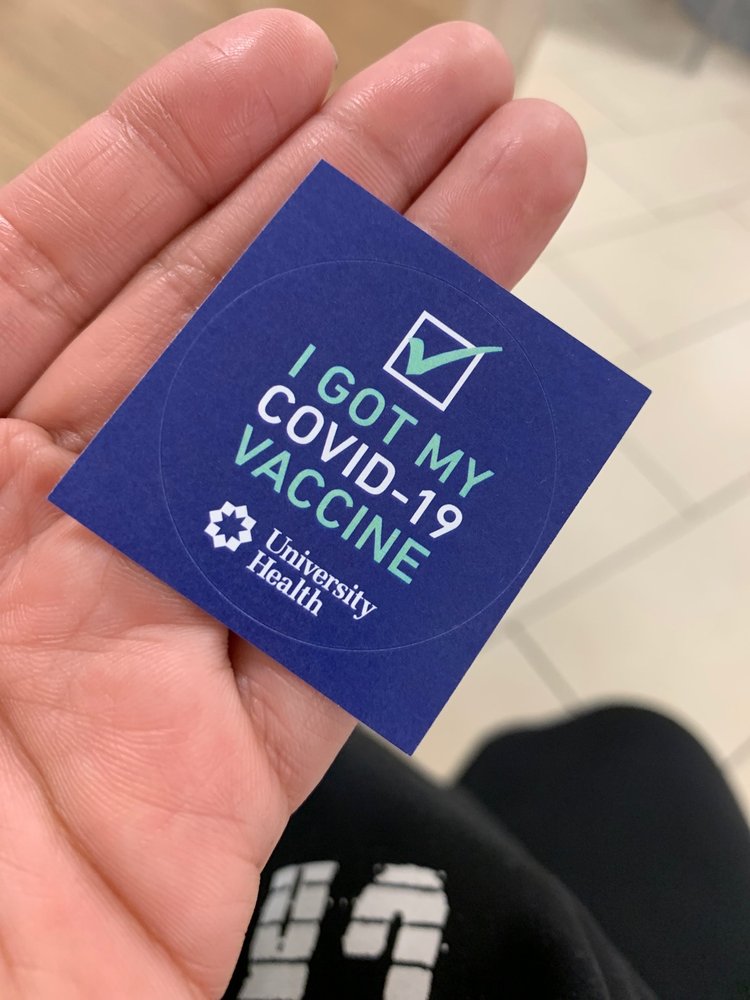 I GOT MY
COVID-19
VACCINE
University
Health